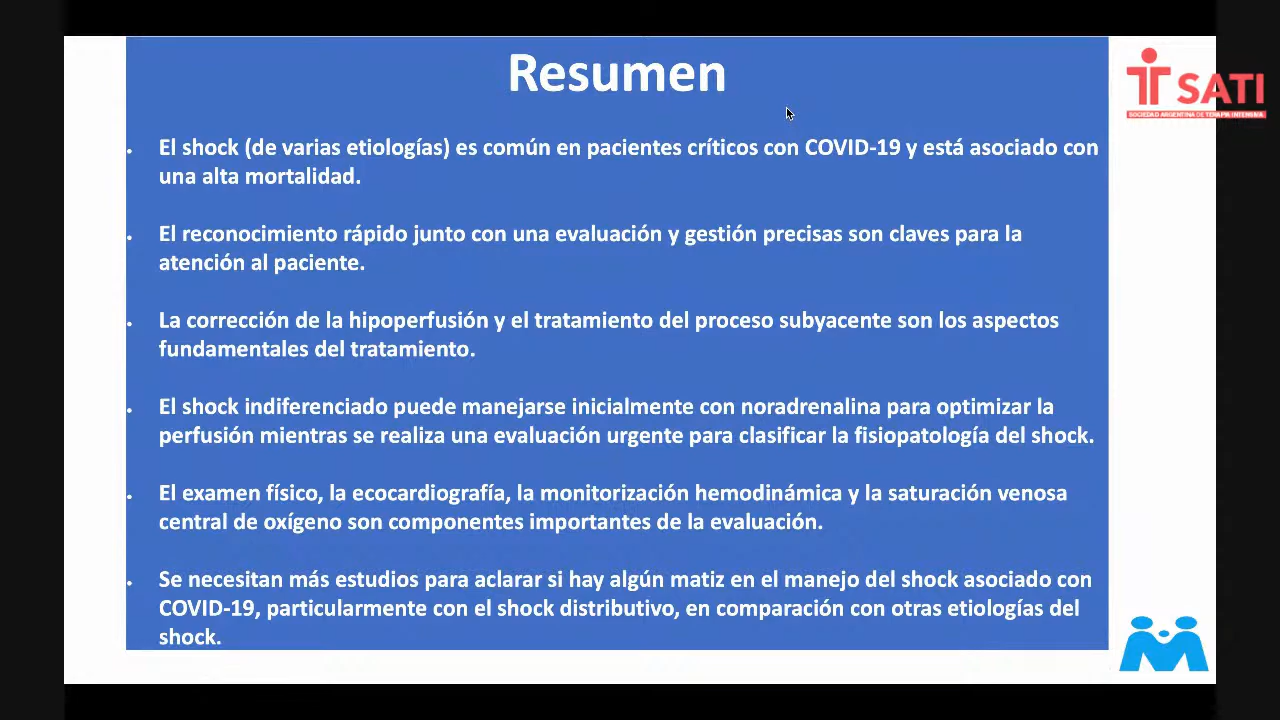 Resumen
SATI
SOCIEDAD ARGENTINA DE TERAPIA INTENSIVA
El shock (de varias etiologías) es común en pacientes críticos con COVID-19 y está asociado con
una alta mortalidad.
El reconocimiento rápido junto con una evaluación y gestión precisas son claves para la
atención al paciente.
La corrección de la hipoperfusión y el tratamiento del proceso subyacente son los aspectos
fundamentales del tratamiento.
El shock indiferenciado puede manejarse inicialmente con noradrenalina para optimizar la
perfusión mientras se realiza una evaluación urgente para clasificar la fisiopatología del shock.
El examen físico, la ecocardiografía, la monitorización hemodinámica y la saturación venosa
central de oxígeno son componentes importantes de la evaluación.
Se necesitan más estudios para aclarar si hay algún matiz en el manejo del shock asociado con
COVID-19, particularmente con el shock distributivo, en comparación con otras etiologías del
shock.